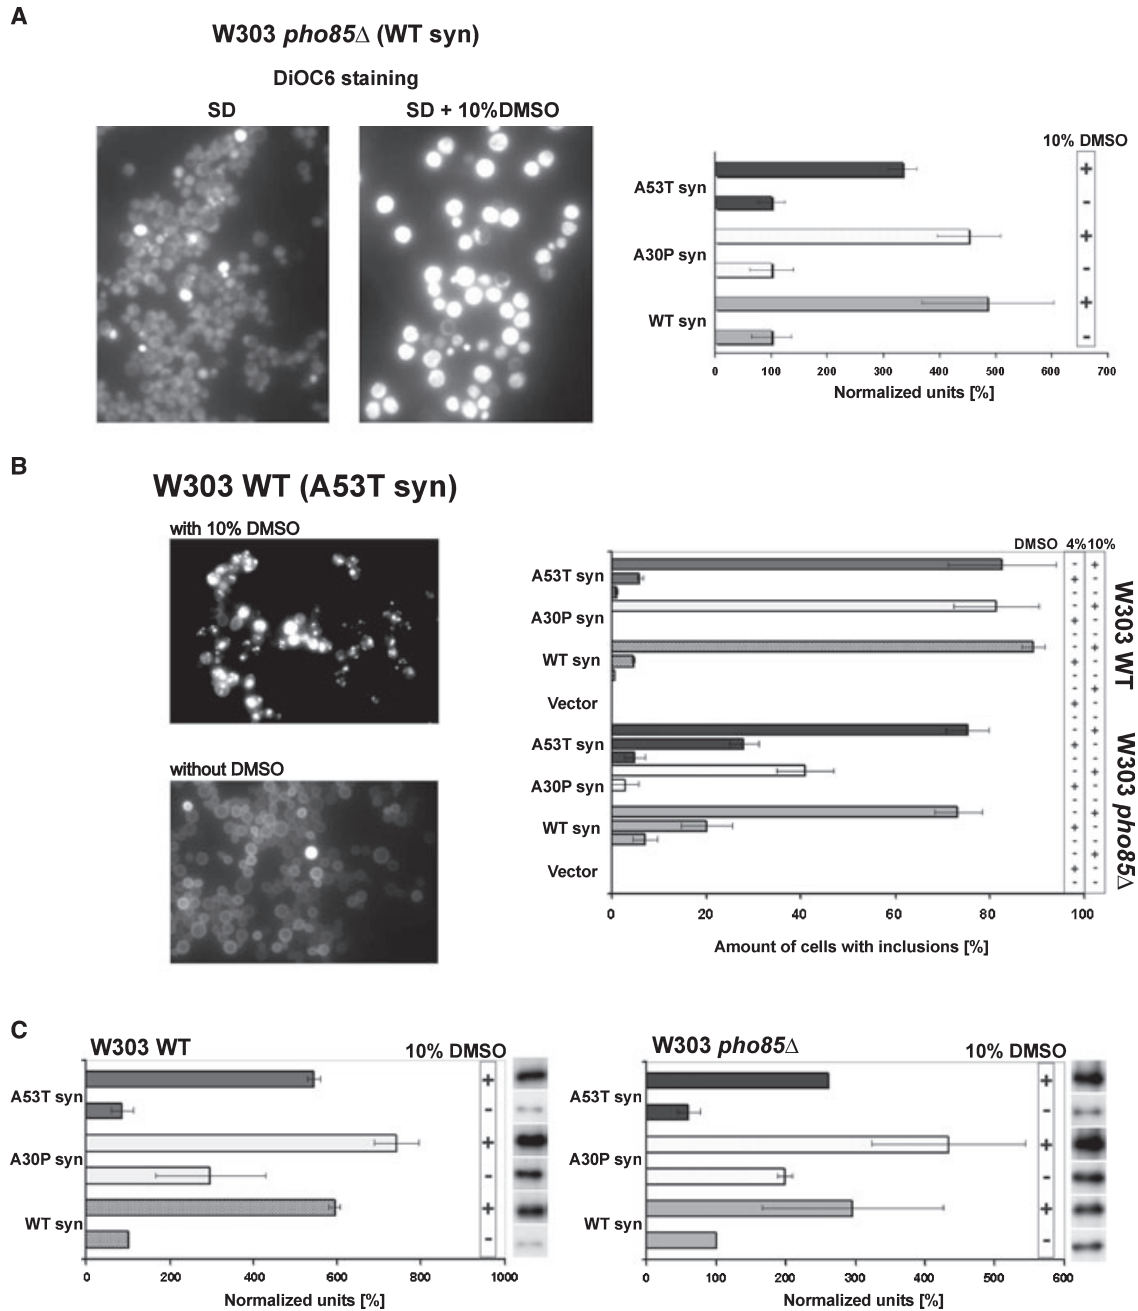 A
W303 pho85Δ (WT syn)
DiOC6 staining
SD
SD + 10%DMSO
10% DMSO
A53T syn
+
-
A30P syn
+
-
WT syn
+
-
0 100 200 300 400 500 600 700
Normalized units [%]
B
W303 WT (A53T syn)
with 10% DMSO
without DMSO
DMSO 4% 10%
A53T syn
- +
+ -
- -
A30P syn
- +
+ -
- -
WT syn
- +
+ -
- -
Vector
- +
+ -
- -
W303 WT
A53T syn
- +
+ -
- -
A30P syn
- +
+ -
- -
WT syn
- +
+ -
- -
Vector
- +
+ -
- -
W303 pho85Δ
0 20 40 60 80 100
Amount of cells with inclusions [%]
C
W303 WT
10% DMSO
A53T syn
+
-
A30P syn
+
-
WT syn
+
-
0 200 400 600 800 1000
Normalized units [%]
W303 pho85Δ
10% DMSO
A53T syn
+
-
A30P syn
+
-
WT syn
+
-
0 100 200 300 400 500 600
Normalized units [%]